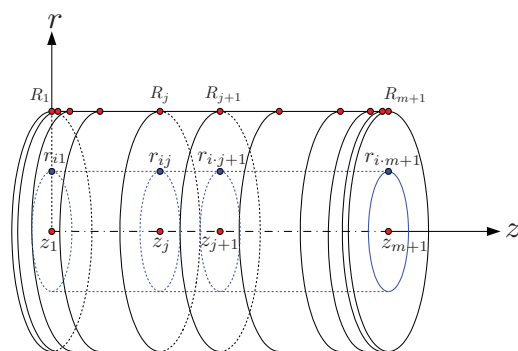 r
R₁ Rⱼ Rⱼ₊₁ Rₘ₊₁
rᵢ₁ rᵢⱼ rᵢ.ⱼ₊₁ rᵢ.ₘ₊₁
z₁ zⱼ zⱼ₊₁ zₘ₊₁ z